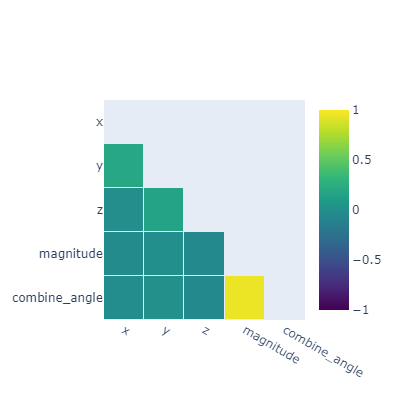 x
y
z
magnitude
combine_angle
x
y
z
magnitude
combine_angle
1
0.5
0
−0.5
−1